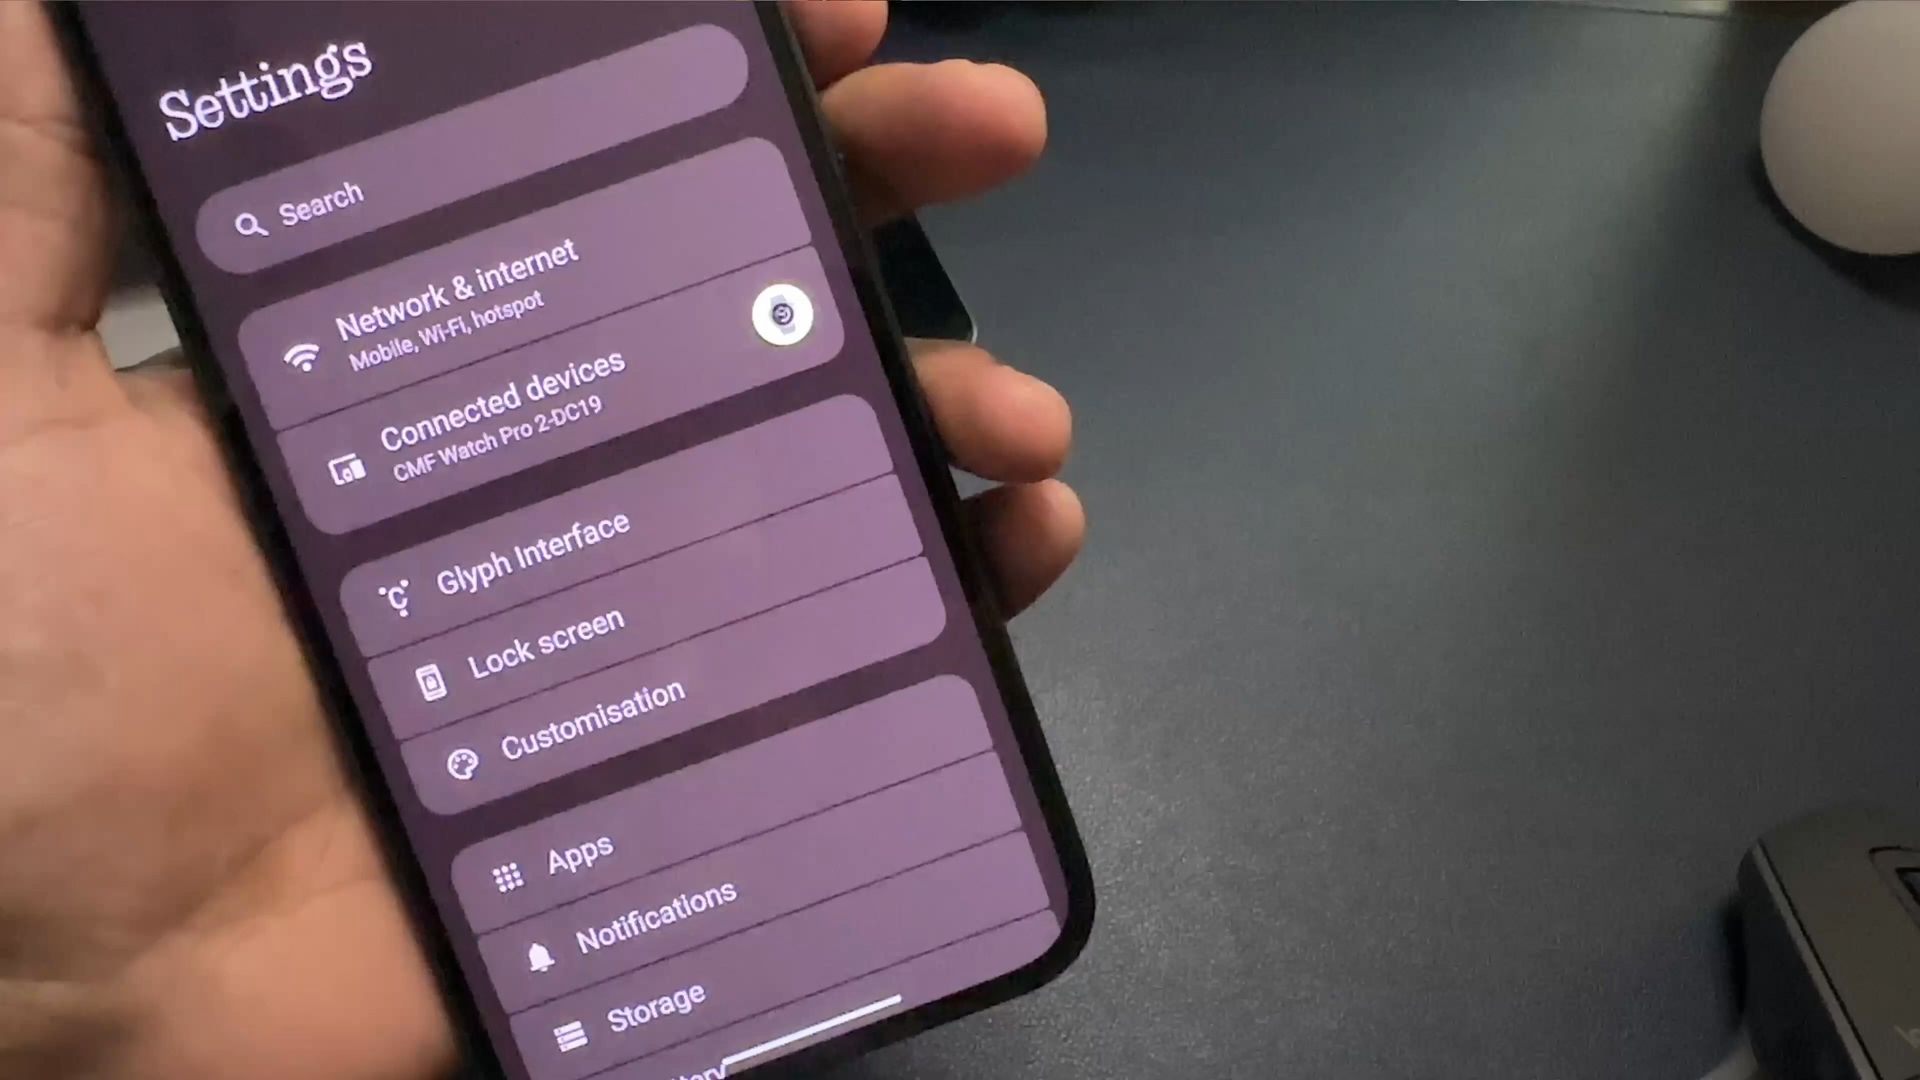 Settings
Search
Network & internet
Mobile, Wi-Fi, hotspot
Connected devices
CMF Watch Pro 2-DC19
Glyph Interface
Lock screen
Customisation
Apps
Notifications
Storage